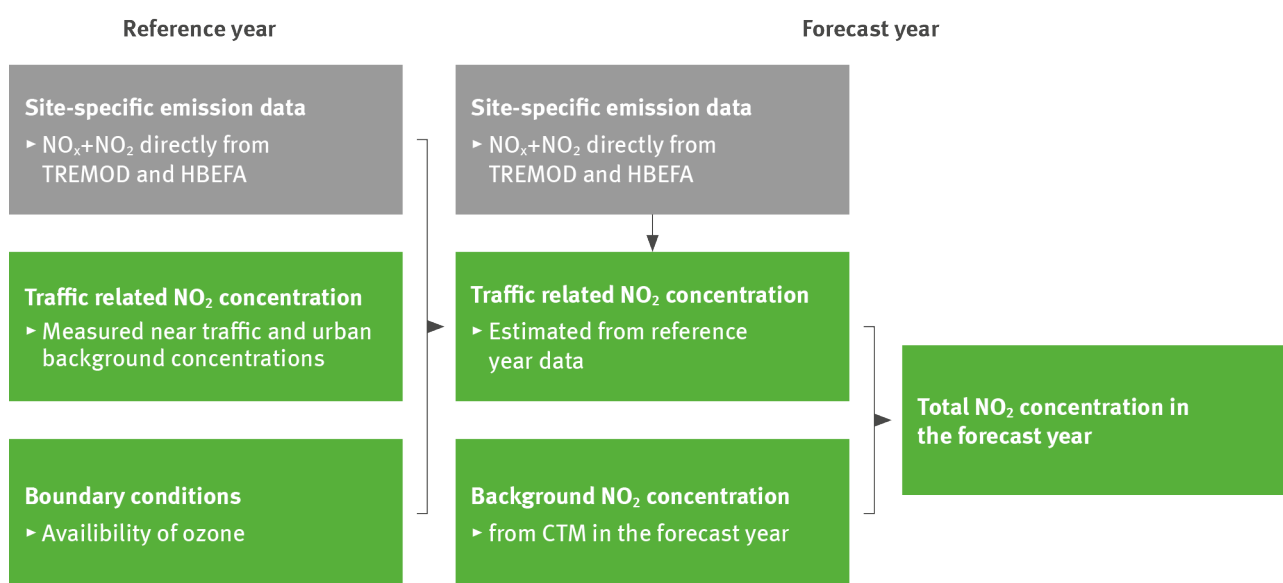 Reference year
Forecast year
Site-specific emission data
▸ NOₓ+NO₂ directly from
TREMOD and HBEFA
Site-specific emission data
▸ NOₓ+NO₂ directly from
TREMOD and HBEFA
Traffic related NO₂ concentration
▸ Measured near traffic and urban
background concentrations
Traffic related NO₂ concentration
▸ Estimated from reference
year data
Total NO₂ concentration in
the forecast year
Boundary conditions
▸ Availibility of ozone
Background NO₂ concentration
▸ from CTM in the forecast year